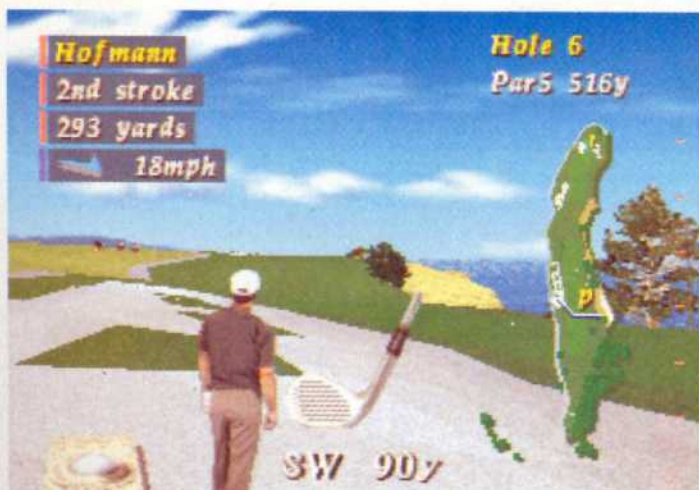 Hofmann
2nd stroke
293 yards
18mph
Hole 6
Par5 516y
P
SW 90y